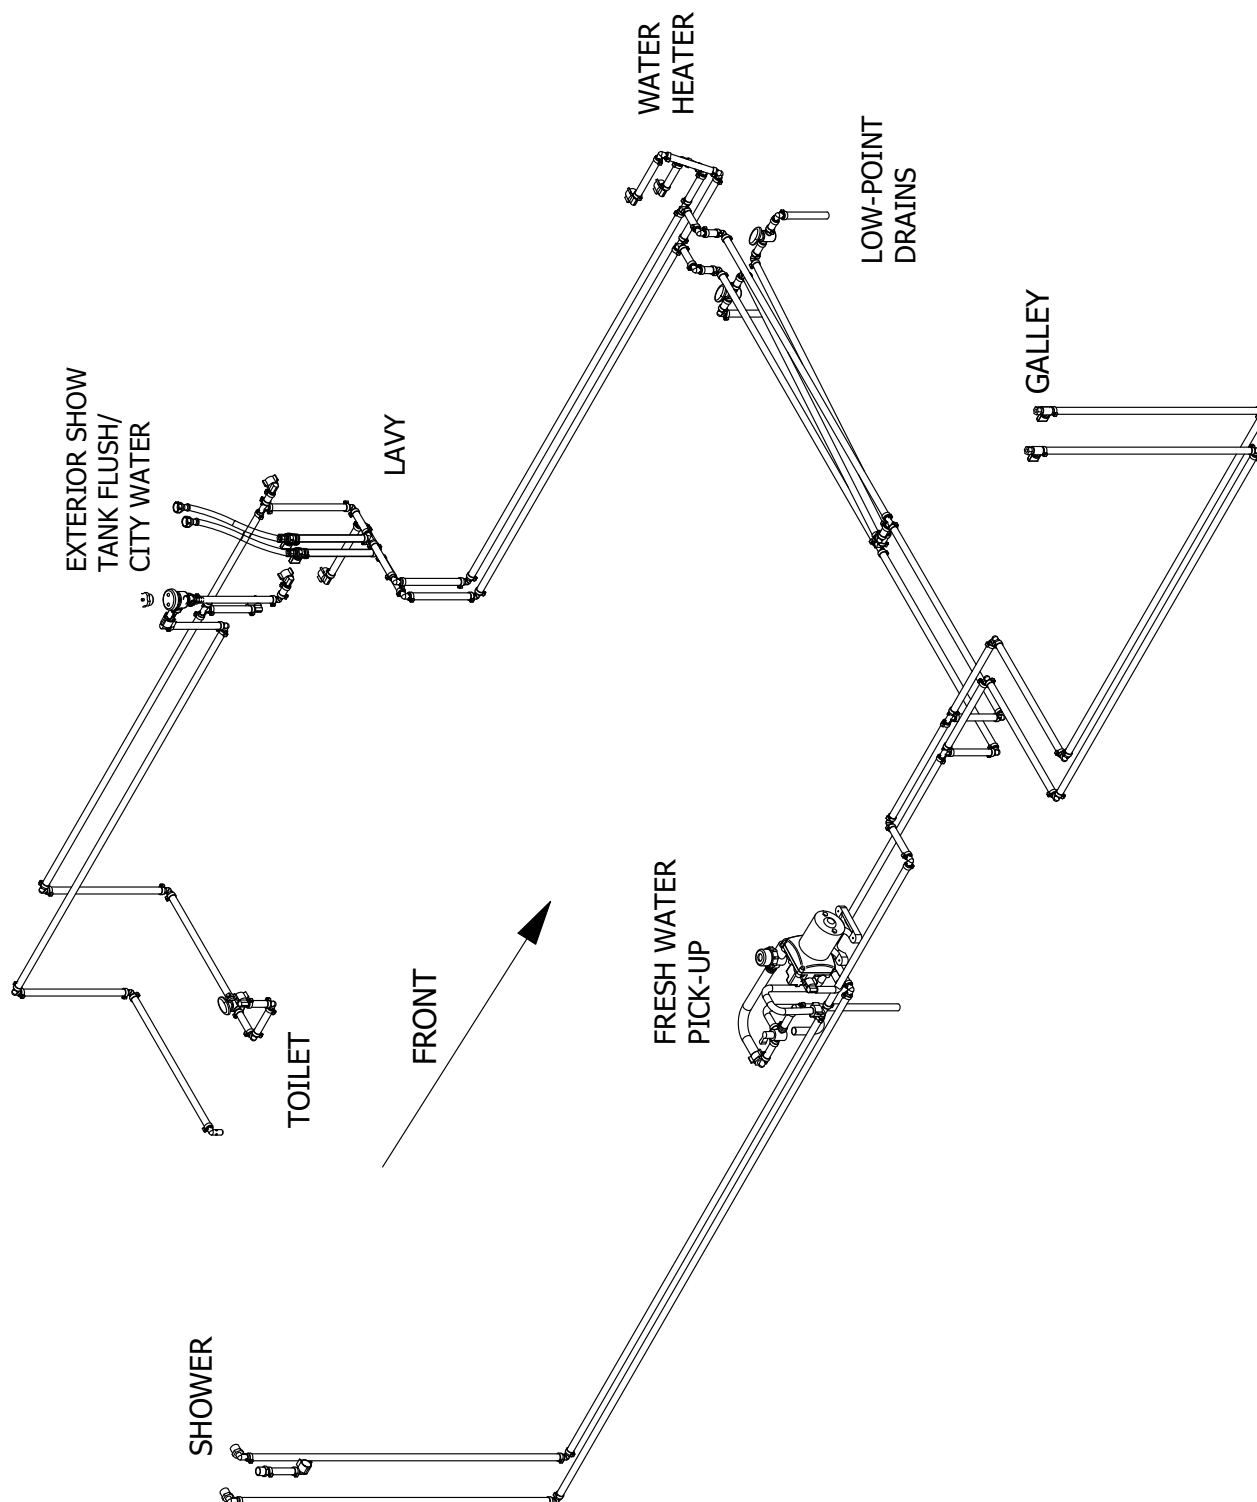 EXTERIOR SHOW
TANK FLUSH/
CITY WATER
LAVY
WATER
HEATER
LOW-POINT
DRAINS
GALLEY
TOILET
FRONT
FRESH WATER
PICK-UP
SHOWER